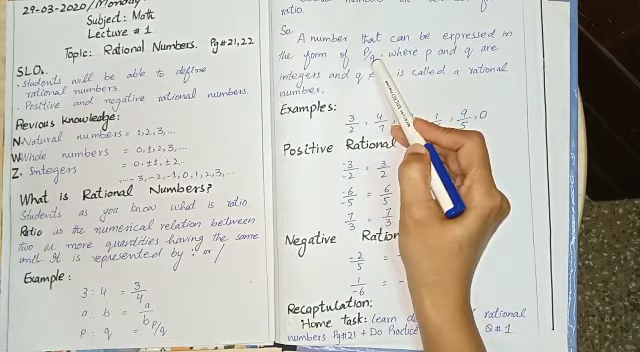 29-03-2020/Monday
Subject: Math
Lecture # 1
Topic: Rational Numbers. Pg#21,22
SLOs.
. Students will be able to define
rational numbers.
. Positive and negative rational numbers.
Previous Knowledge:
N. Natural numbers = 1, 2, 3, ...
W. Whole numbers = 0, 1, 2, 3, ...
Z. Integers = 0, ±1, ±2 ...
... -3, -2, -1, 0, 1, 2, 3, ...
What is Rational Numbers?
Students as you know what is ratio.
Ratio is the numerical relation between
two or more quantities having the same
unit. It is represented by : or /
Example:
3 : 4 = 3/4
a : b = a/b
P : q = P/q
ratio.
So,
A number that can be expressed in
the form of P/q, where p and q are
integers and q ≠ is called a rational
number.
Examples:
3/2, 4/7, 9/5, 0
Positive Rational
-3/-2 = 3/2
-6/-5 = 6/5
7/3 = 7/3
Negative Ration
-2/5 = -
1/-6 = -
Recaptulation:
Home Task: Learn rational
numbers Pg#21 + Do Practice Q # 1.